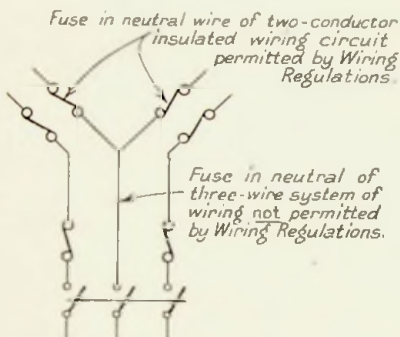 Fuse in neutral wire of two-conductor
insulated wiring circuit
permitted by Wiring
Regulations
Fuse in neutral of
three-wire system of
wiring not permitted
by Wiring Regulations.